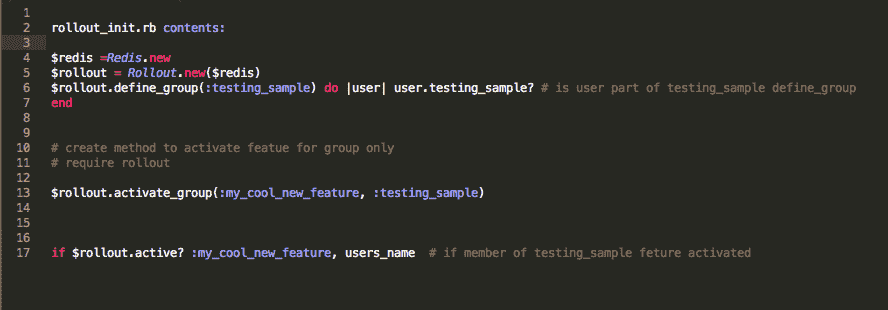 1
2 rollout_init.rb contents:
3
4 $redis =Redis.new
5 $rollout = Rollout.new($redis)
6 $rollout.define_group(:testing_sample) do |user| user.testing_sample? # is user part of testing_sample define_group
7 end
8
9
10 # create method to activate featue for group only
11 # require rollout
12
13 $rollout.activate_group(:my_cool_new_feature, :testing_sample)
14
15
16
17 if $rollout.active? :my_cool_new_feature, users_name # if member of testing_sample feture activated